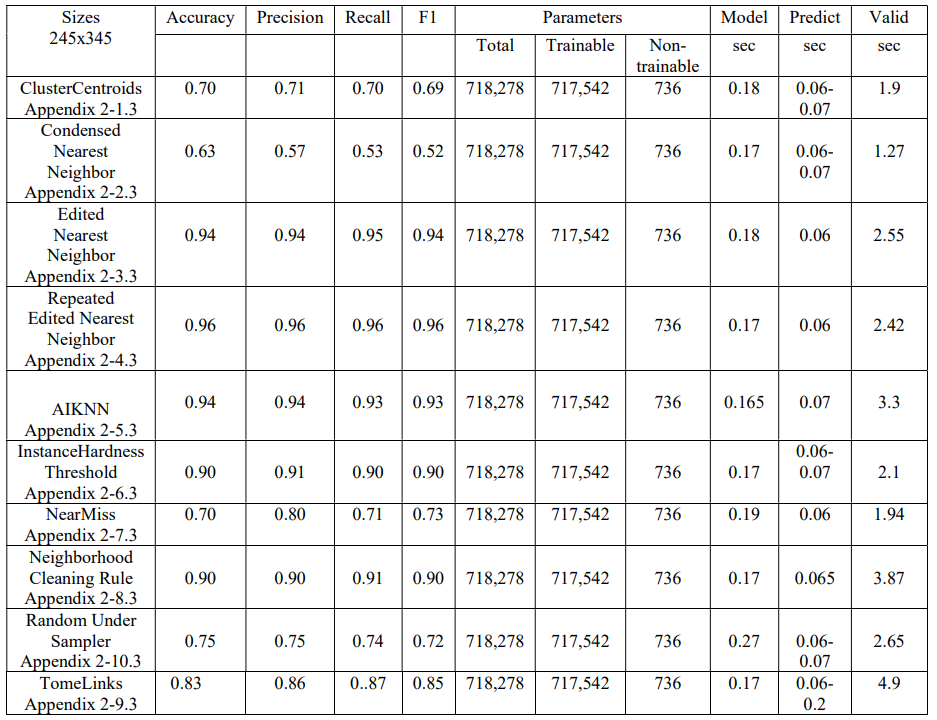 Sizes Accuracy Precision Recall F1 Parameters Model Predict Valid
245x345
Total Trainable Non- sec sec sec
trainable
ClusterCentroids 0.70 0.71 0.70 0.69 718,278 717,542 736 0.18 0.06- 1.9
Appendix 2-1.3 0.07
Condensed
Nearest 0.63 0.57 0.53 0.52 718,278 717,542 736 0.17 0.06- 1.27
Neighbor 0.07
Appendix 2-2.3
Edited
Nearest 0.94 0.94 0.95 0.94 718,278 717,542 736 0.18 0.06 2.55
Neighbor
Appendix 2-3.3
Repeated
Edited Nearest 0.96 0.96 0.96 0.96 718,278 717,542 736 0.17 0.06 2.42
Neighbor
Appendix 2-4.3
0.94 0.94 0.93 0.93 718,278 717,542 736 0.165 0.07 3.3
AIKNN
Appendix 2-5.3
InstanceHardness 0.06-
Threshold 0.90 0.91 0.90 0.90 718,278 717,542 736 0.17 0.07 2.1
Appendix 2-6.3
NearMiss 0.70 0.80 0.71 0.73 718,278 717,542 736 0.19 0.06 1.94
Appendix 2-7.3
Neighborhood
Cleaning Rule 0.90 0.90 0.91 0.90 718,278 717,542 736 0.17 0.065 3.87
Appendix 2-8.3
Random Under
Sampler 0.75 0.75 0.74 0.72 718,278 717,542 736 0.27 0.06- 2.65
Appendix 2-10.3 0.07
TomeLinks 0.83 0.86 0..87 0.85 718,278 717,542 736 0.17 0.06- 4.9
Appendix 2-9.3 0.2